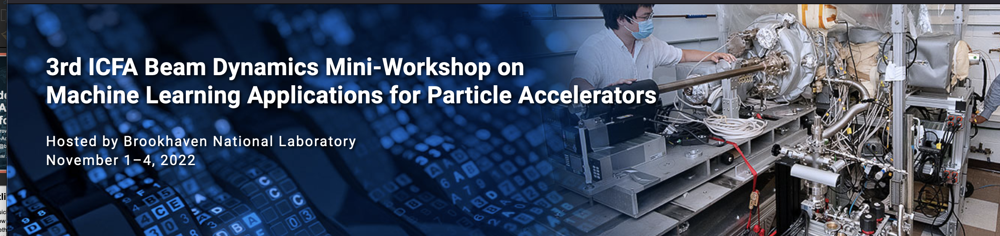 3rd ICFA Beam Dynamics Mini-Workshop on
Machine Learning Applications for Particle Accelerators
Hosted by Brookhaven National Laboratory
November 1–4, 2022